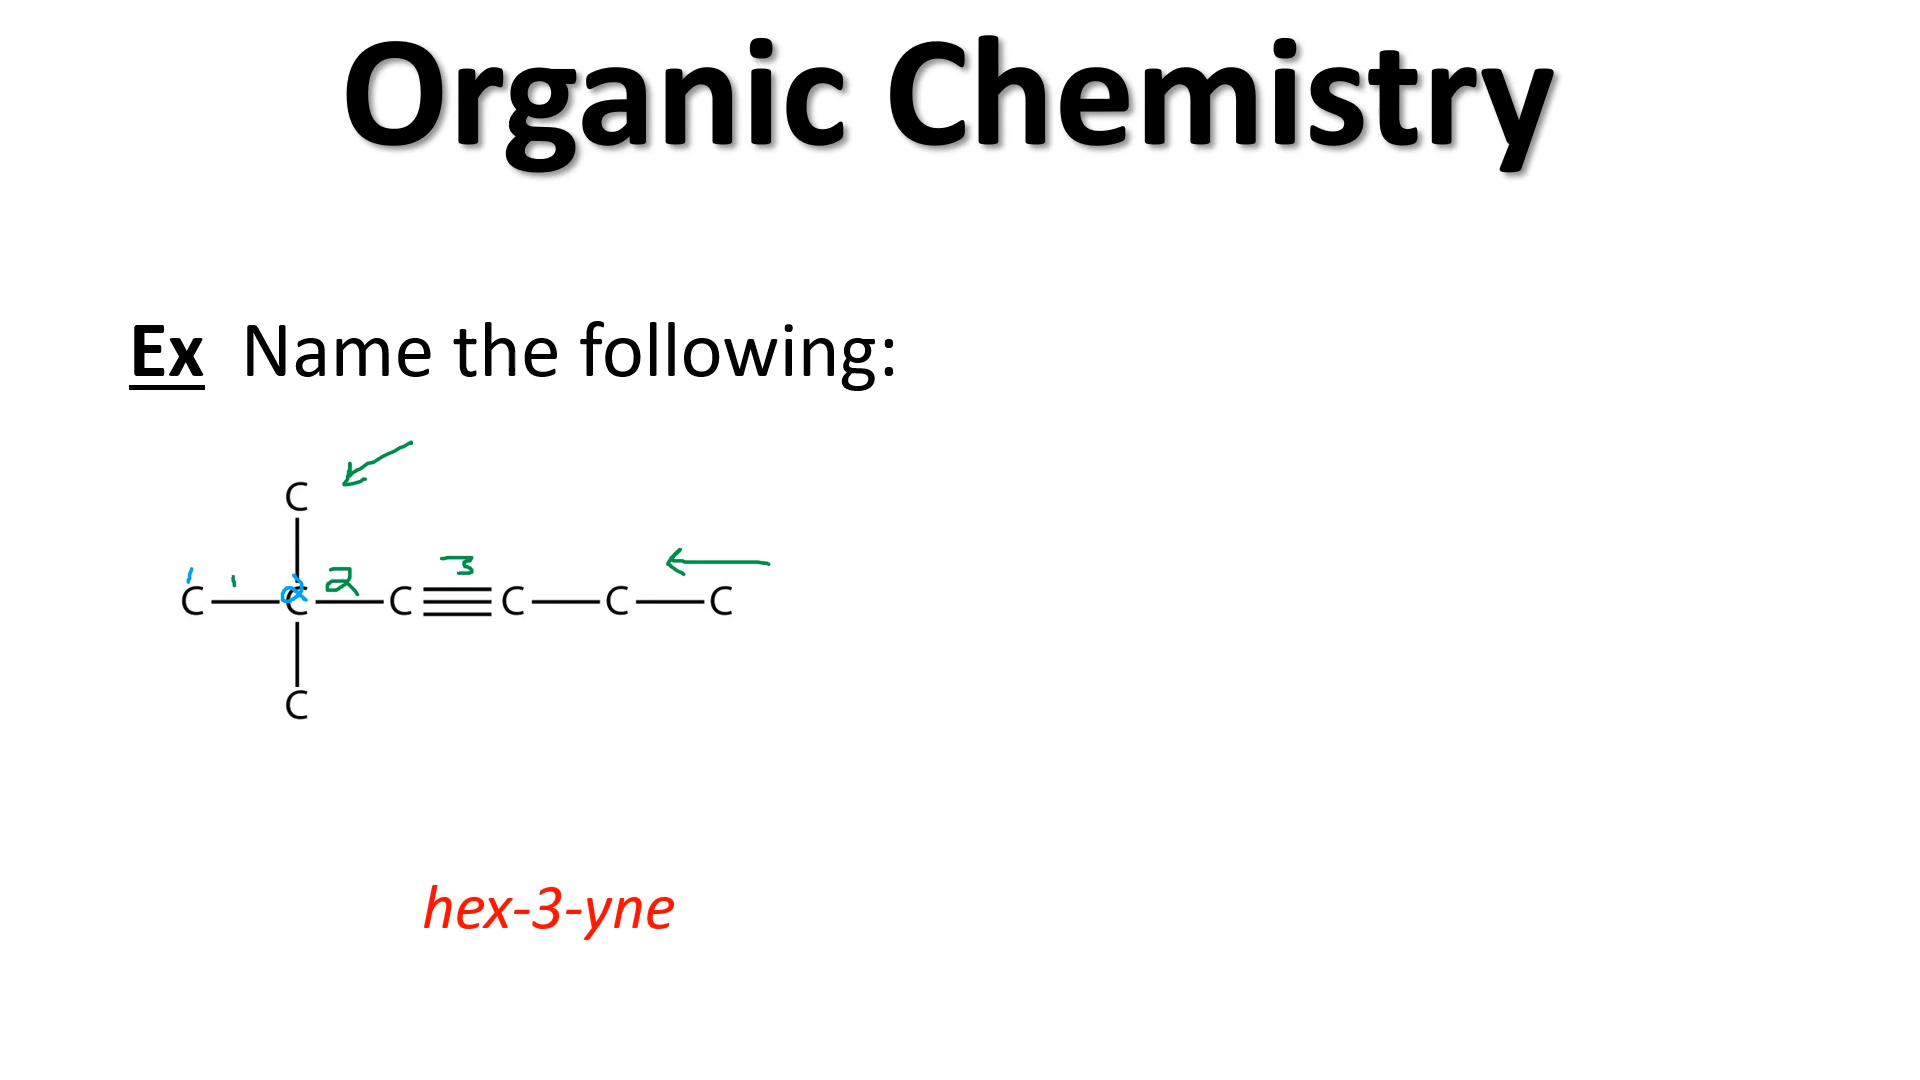 Organic Chemistry
Ex Name the following:
C
1 1 2 2 3
C C C C C C
C
hex-3-yne